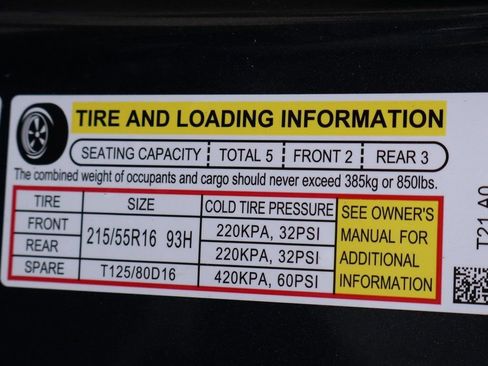 TIRE AND LOADING INFORMATION
SEATING CAPACITY TOTAL 5 FRONT 2 REAR 3
The combined weight of occupants and cargo should never exceed 385kg or 850lbs.
TIRE SIZE COLD TIRE PRESSURE SEE OWNER'S
FRONT 215/55R16 93H 220KPA, 32PSI MANUAL FOR
REAR 220KPA, 32PSI ADDITIONAL
SPARE T125/80D16 420KPA, 60PSI INFORMATION
T21 A0